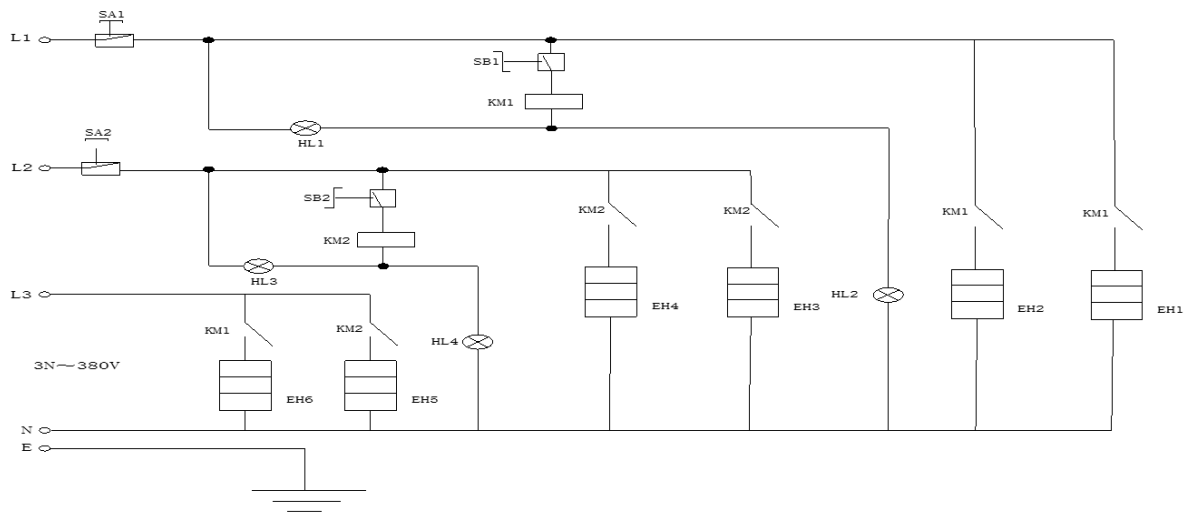 SA1
L1
SB1
KM1
HL1
SA2
L2
SB2
KM2
KM2
KM2
KM1
KM1
HL3
L3
EH4
EH3
HL2
EH2
EH1
KM1
KM2
HL4
3N～380V
EH6
EH5
N
E